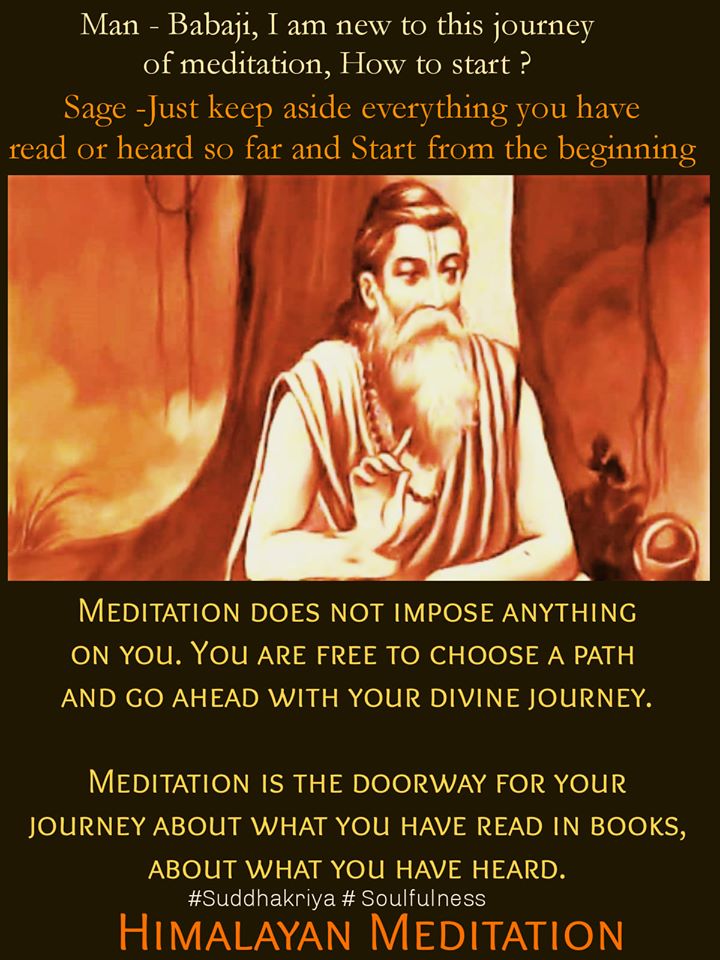 Man - Babaji, I am new to this journey
of meditation, How to start ?
Sage -Just keep aside everything you have
read or heard so far and Start from the beginning
Meditation does not impose anything
on you. You are free to choose a path
and go ahead with your divine journey.
Meditation is the doorway for your
journey about what you have read in books,
about what you have heard.
#Suddhakriya # Soulfulness
Himalayan Meditation